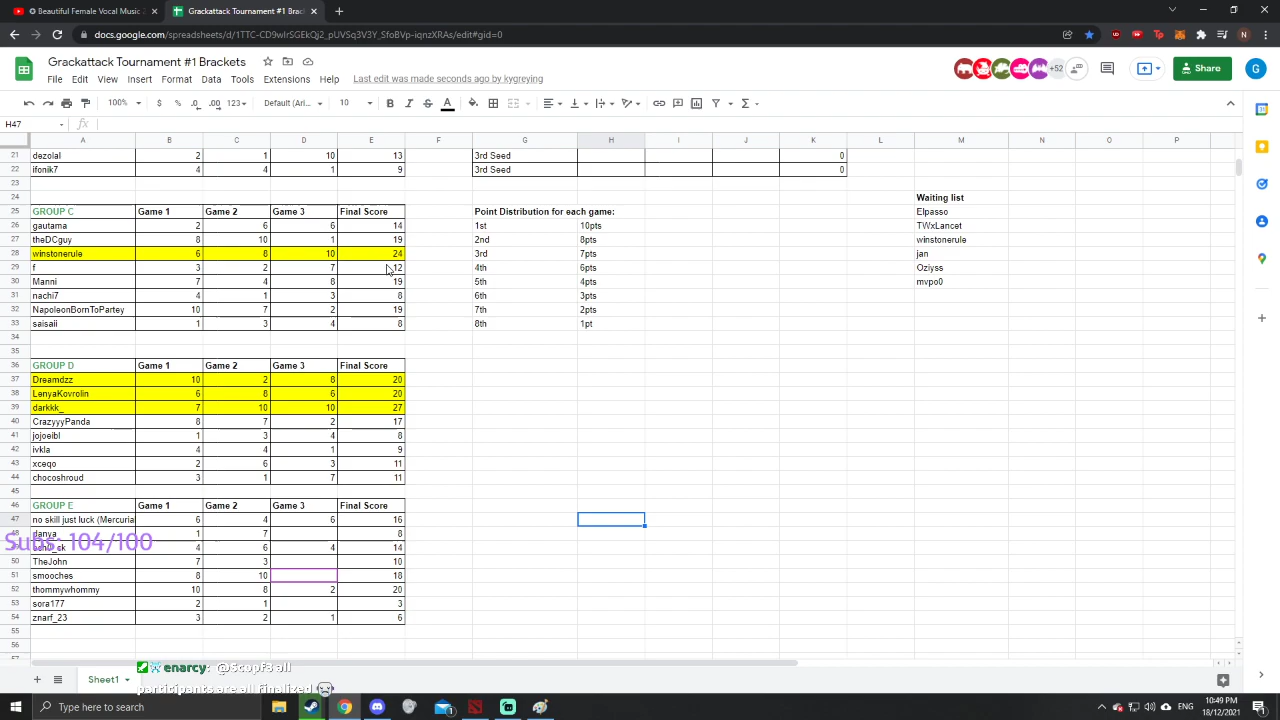 Beautiful Female Vocal Music
Grackattack Tournament #1 Brack
docs.google.com/spreadsheets/d/1TTC-CD9wIrSGEkQj2_pUVSq3V3Y_SfoBVp-iqnzXRAs/edit#gid=0
Grackattack Tournament #1 Brackets
File Edit View Insert Format Data Tools Extensions Help Last edit was made seconds ago by kygreying
+52
Share
G
100% $ % .0 .00 123 Default (Ari... 10 B I S A
H47 fx
A B C D E F G H I J K L M N O P
21 dezolal 2 1 10 13 3rd Seed 0
22 ifonik7 4 4 1 9 3rd Seed 0
23
24 Waiting list
25 GROUP C Game 1 Game 2 Game 3 Final Score Point Distribution for each game: Elpasso
26 gautama 2 6 6 14 1st 10pts TWxLancet
27 theDCguy 8 10 1 19 2nd 8pts winstonerule
28 winstonerule 6 8 10 24 3rd 7pts jan
29 f 3 2 7 12 4th 6pts Oziyss
30 Manni 7 4 8 19 5th 4pts mvpo0
31 nachi7 4 1 3 8 6th 3pts
32 NapoleonBornToPartey 10 7 2 19 7th 2pts
33 saisaii 1 3 4 8 8th 1pt
34
35
36 GROUP D Game 1 Game 2 Game 3 Final Score
37 Dreamdzz 10 2 8 20
38 LenyaKovrolin 6 8 6 20
39 darkkk_ 7 10 10 27
40 CrazyyyPanda 8 7 2 17
41 jojoeibl 1 3 4 8
42 ivkla 4 4 1 9
43 xceqo 2 6 3 11
44 chocoshroud 3 1 7 11
45
46 GROUP E Game 1 Game 2 Game 3 Final Score
47 no skill just luck (Mercuria 6 4 6 16
48 danya 1 7 8
Subs: 104/100
_sk 4 6 4 14
50 TheJohn 7 3 10
51 smooches 8 10 18
52 thommywhommy 10 8 2 20
53 sora177 2 1 3
54 znarf_23 3 2 1 6
55
56
enarcy: @Scopf3 all
participants are all finalized
Sheet1
Type here to search
ENG
10:49 PM
18/12/2021